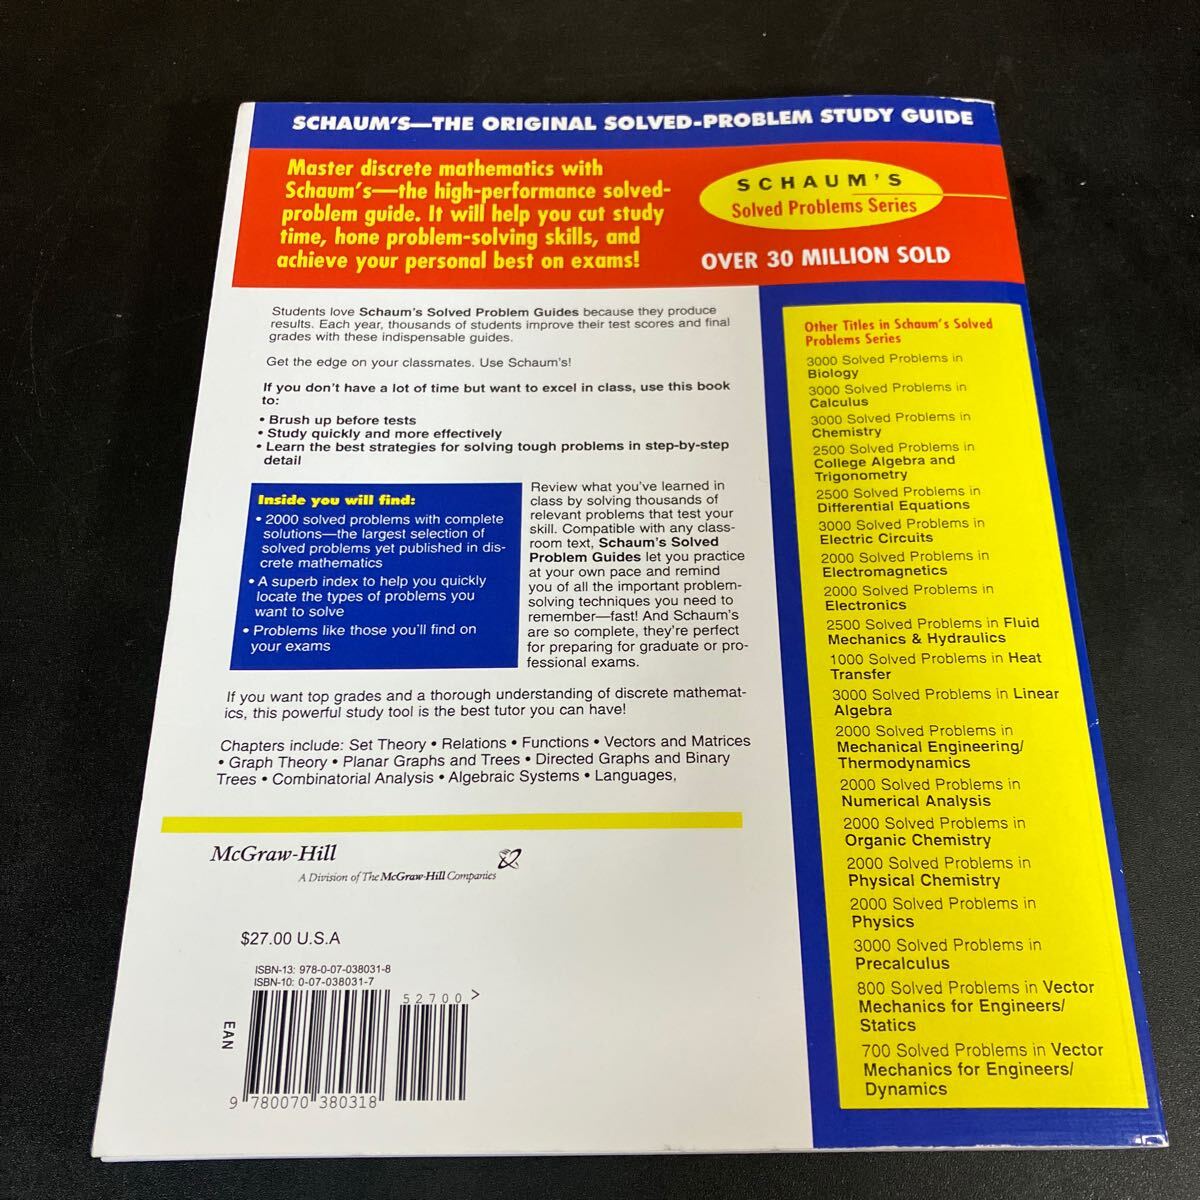 SCHAUM'S—THE ORIGINAL SOLVED-PROBLEM STUDY GUIDE
Master discrete mathematics with
Schaum's—the high-performance solved-
problem guide. It will help you cut study
time, hone problem-solving skills, and
achieve your personal best on exams!
SCHAUM'S
Solved Problems Series
OVER 30 MILLION SOLD
Students love Schaum's Solved Problem Guides because they produce
results. Each year, thousands of students improve their test scores and final
grades with these indispensable guides.
Get the edge on your classmates. Use Schaum's!
If you don't have a lot of time but want to excel in class, use this book
to:
• Brush up before tests
• Study quickly and more effectively
• Learn the best strategies for solving tough problems in step-by-step
detail
Inside you will find:
• 2000 solved problems with complete
solutions—the largest selection of
solved problems yet published in dis-
crete mathematics
• A superb index to help you quickly
locate the types of problems you
want to solve
• Problems like those you'll find on
your exams
Review what you've learned in
class by solving thousands of
relevant problems that test your
skill. Compatible with any class-
room text, Schaum's Solved
Problem Guides let you practice
at your own pace and remind
you of all the important problem-
solving techniques you need to
remember—fast! And Schaum's
are so complete, they're perfect
for preparing for graduate or pro-
fessional exams.
If you want top grades and a thorough understanding of discrete mathemat-
ics, this powerful study tool is the best tutor you can have!
Chapters include: Set Theory • Relations • Functions • Vectors and Matrices
• Graph Theory • Planar Graphs and Trees • Directed Graphs and Binary
Trees • Combinatorial Analysis • Algebraic Systems • Languages,
McGraw-Hill
A Division of The McGraw-Hill Companies
$27.00 U.S.A
ISBN-13: 978-0-07-038031-8
ISBN-10: 0-07-038031-7
52700>
EAN
9 780070 380318
Other Titles in Schaum's Solved
Problems Series
3000 Solved Problems in
Biology
3000 Solved Problems in
Calculus
3000 Solved Problems in
Chemistry
2500 Solved Problems in
College Algebra and
Trigonometry
2500 Solved Problems in
Differential Equations
3000 Solved Problems in
Electric Circuits
2000 Solved Problems in
Electromagnetics
2000 Solved Problems in
Electronics
2500 Solved Problems in Fluid
Mechanics & Hydraulics
1000 Solved Problems in Heat
Transfer
3000 Solved Problems in Linear
Algebra
2000 Solved Problems in
Mechanical Engineering/
Thermodynamics
2000 Solved Problems in
Numerical Analysis
2000 Solved Problems in
Organic Chemistry
2000 Solved Problems in
Physical Chemistry
2000 Solved Problems in
Physics
3000 Solved Problems in
Precalculus
800 Solved Problems in Vector
Mechanics for Engineers/
Statics
700 Solved Problems in Vector
Mechanics for Engineers/
Dynamics